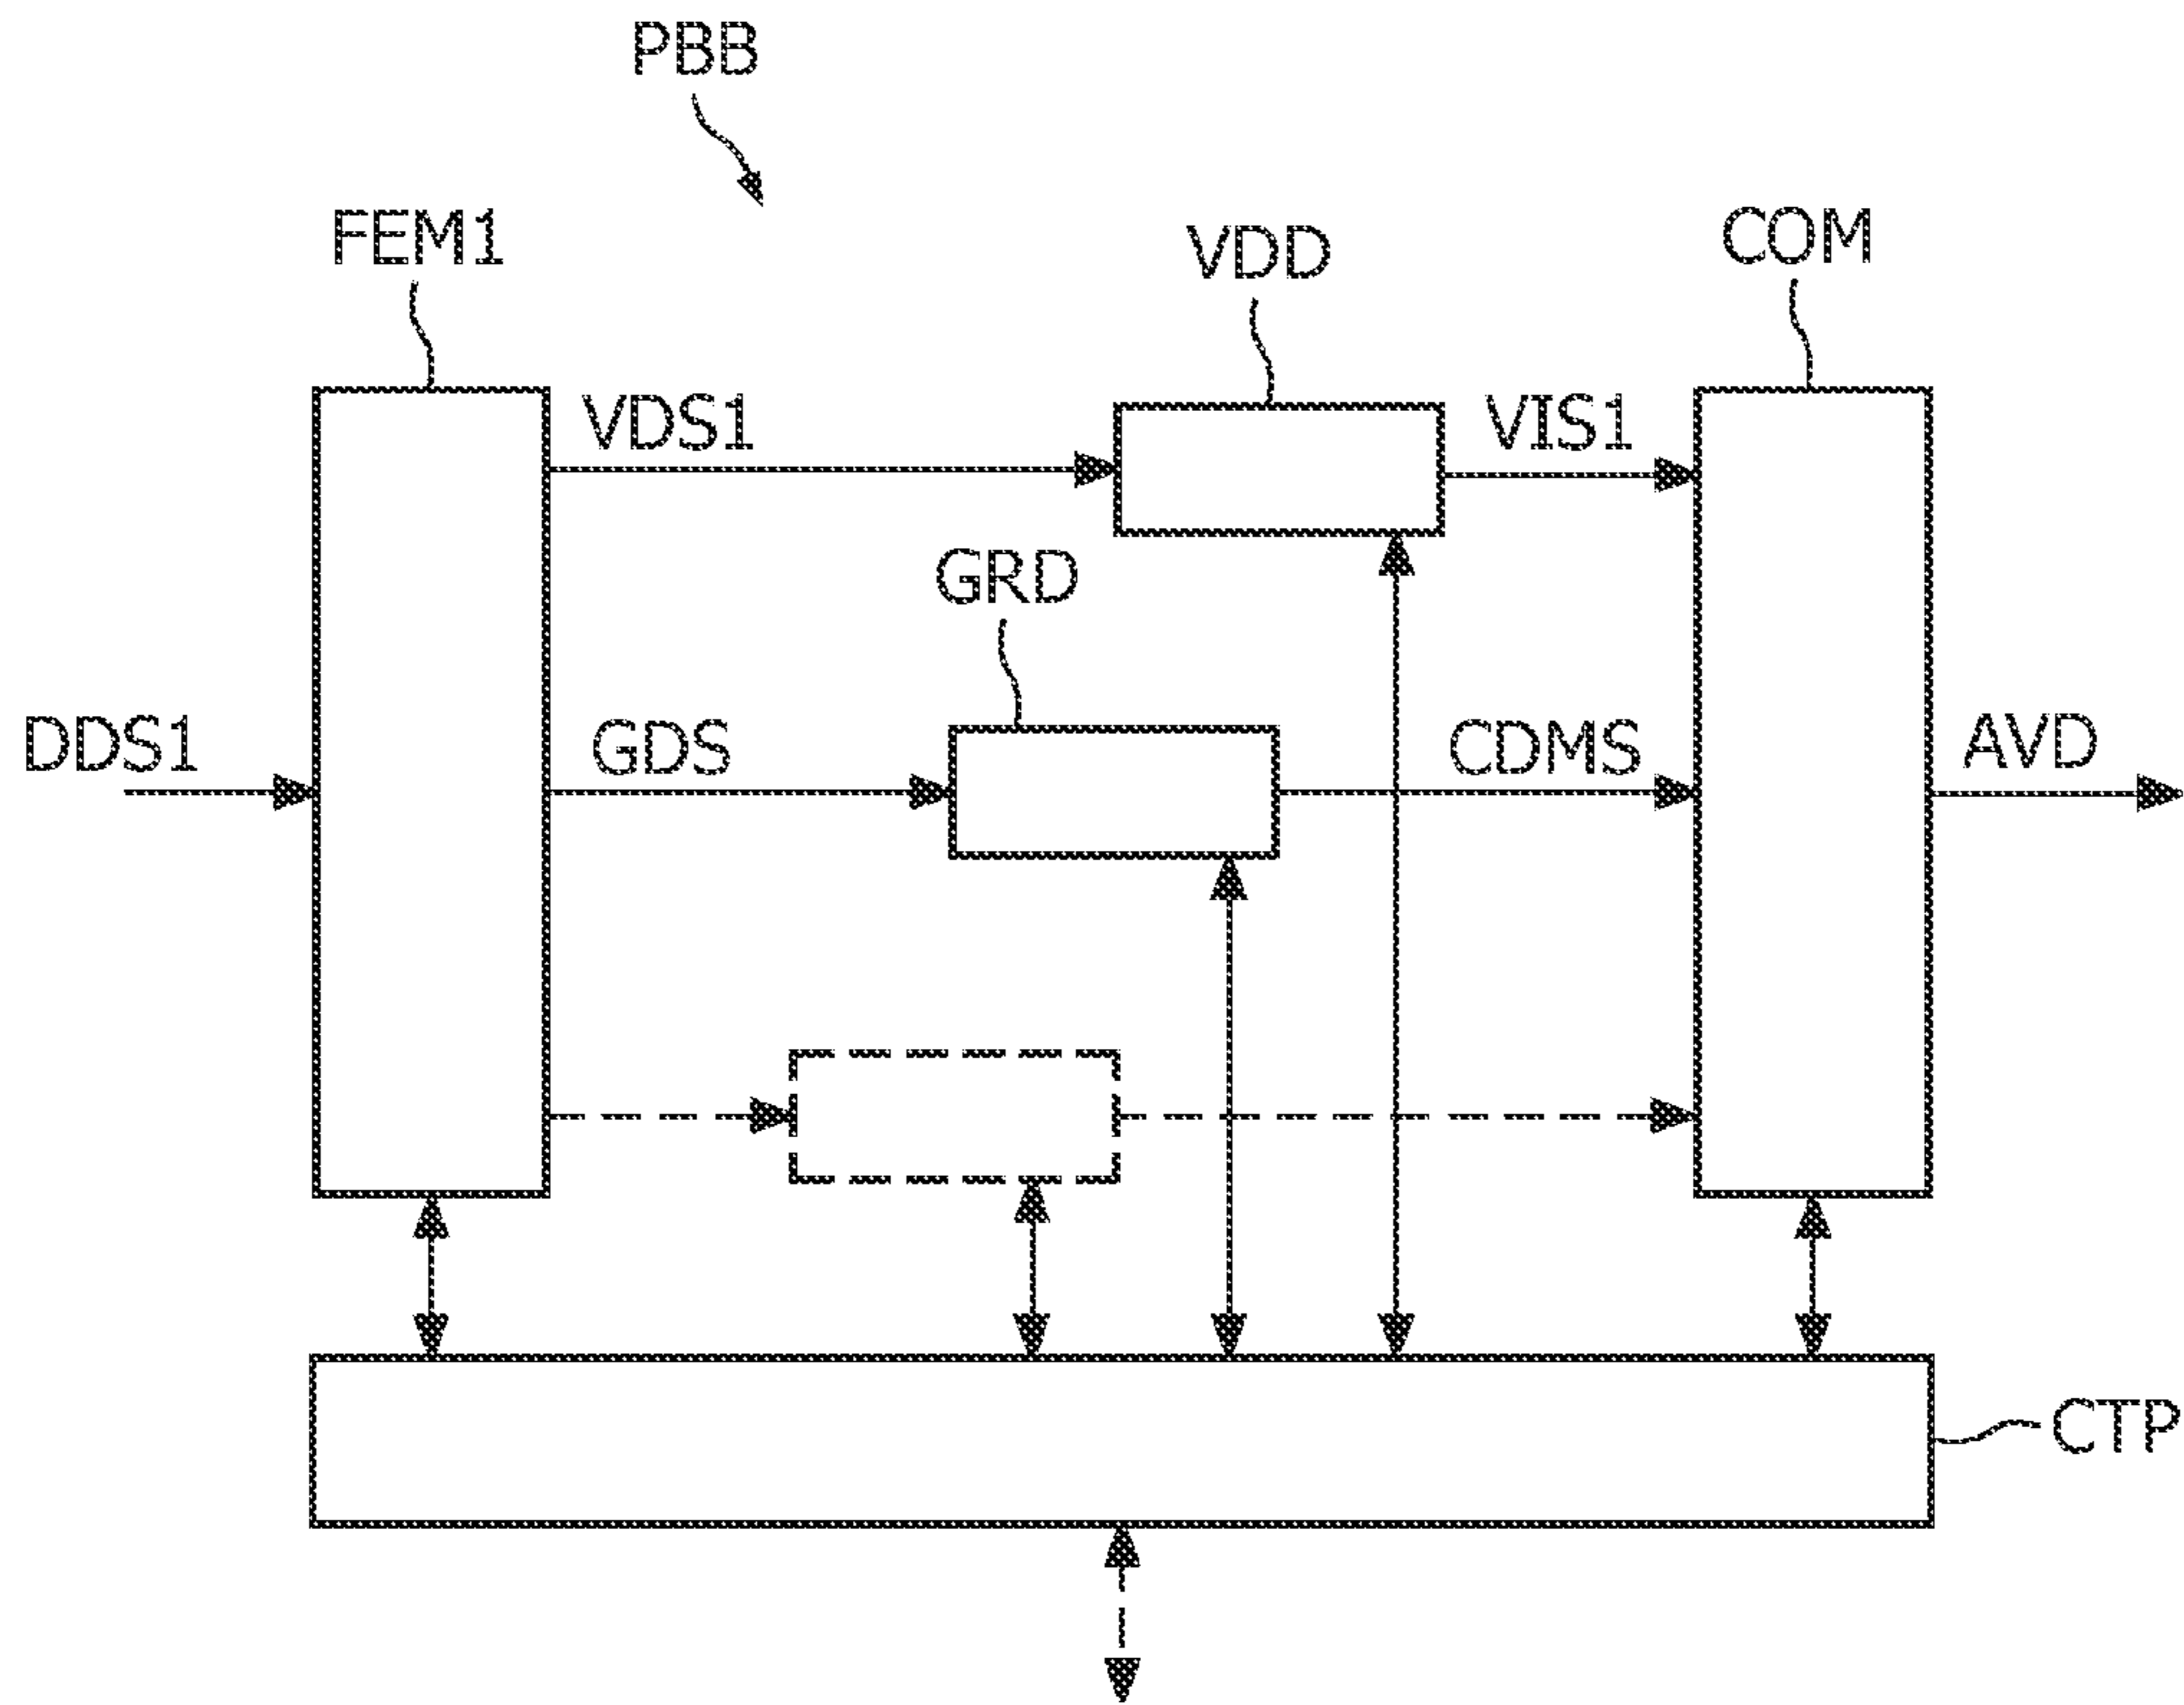 PBB
FEM1
VDD
COM
VDS1
VIS1
GRD
DDS1
GDS
CDMS
AVD
CTP